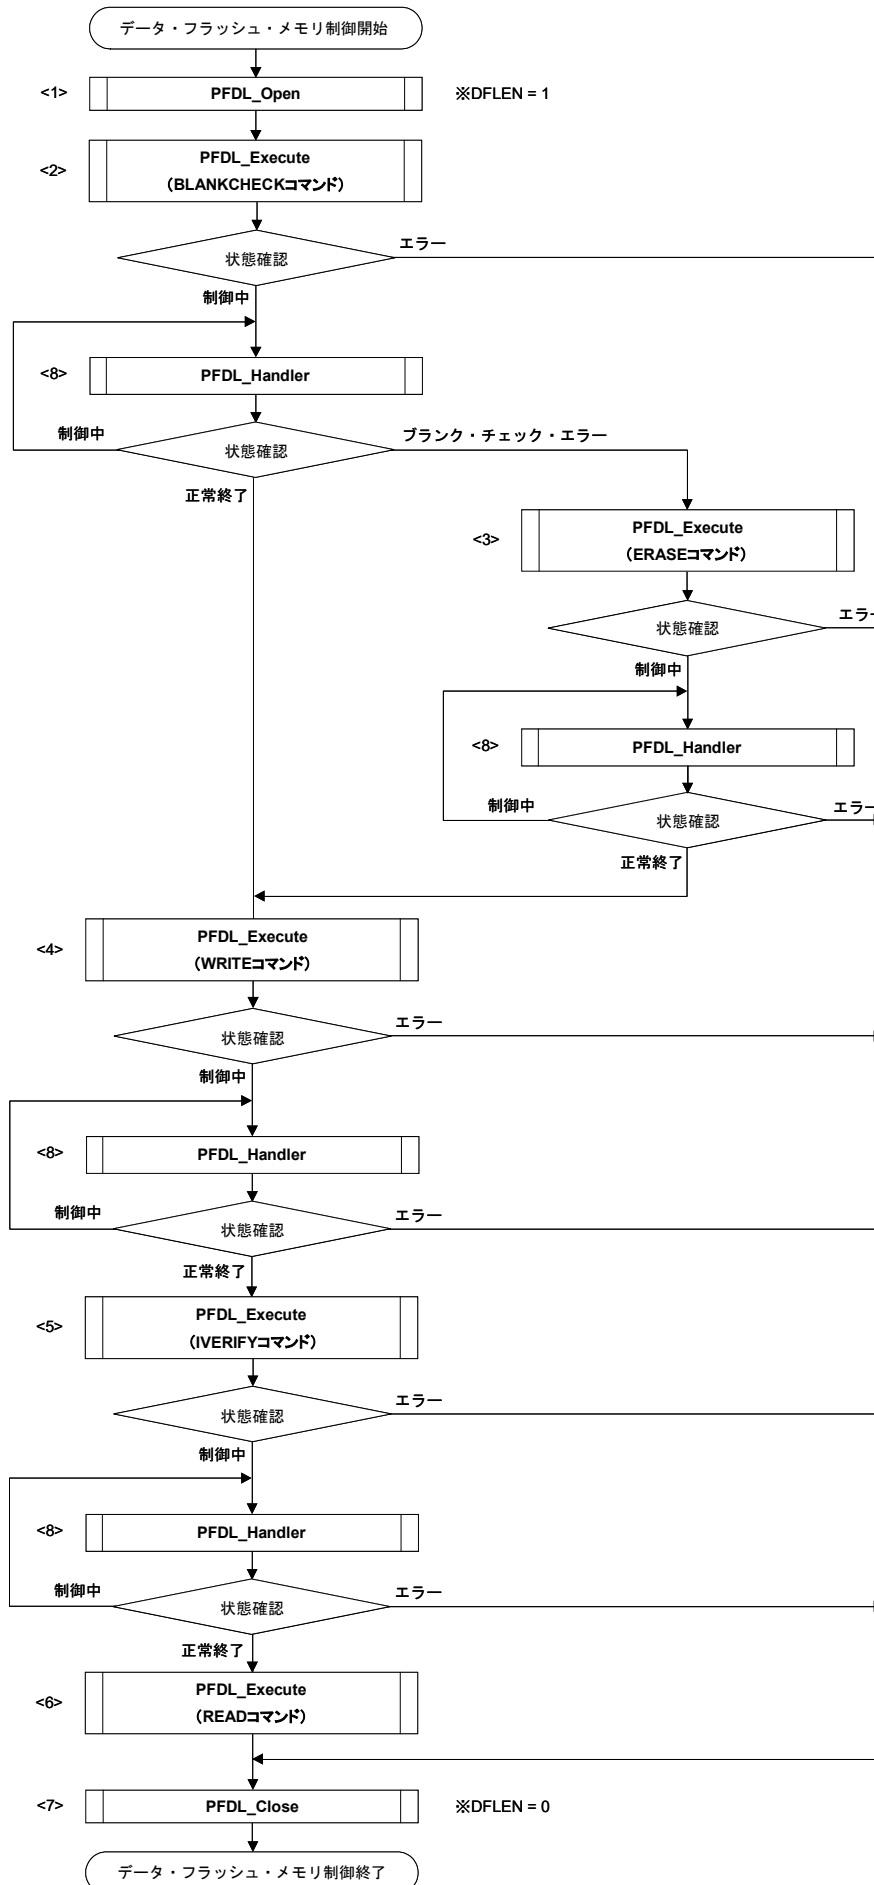 データ・フラッシュ・メモリ制御開始
<1>
PFDL_Open
※DFLEN = 1
<2>
PFDL_Execute
(BLANKCHECKコマンド)
状態確認
エラー
制御中
<8>
PFDL_Handler
制御中
状態確認
ブランク・チェック・エラー
正常終了
<3>
PFDL_Execute
(ERASEコマンド)
状態確認
エラー
制御中
<8>
PFDL_Handler
制御中
状態確認
エラー
正常終了
<4>
PFDL_Execute
(WRITEコマンド)
状態確認
エラー
制御中
<8>
PFDL_Handler
制御中
状態確認
エラー
正常終了
<5>
PFDL_Execute
(IVERIFYコマンド)
状態確認
エラー
制御中
<8>
PFDL_Handler
制御中
状態確認
エラー
正常終了
<6>
PFDL_Execute
(READコマンド)
<7>
PFDL_Close
※DFLEN = 0
データ・フラッシュ・メモリ制御終了